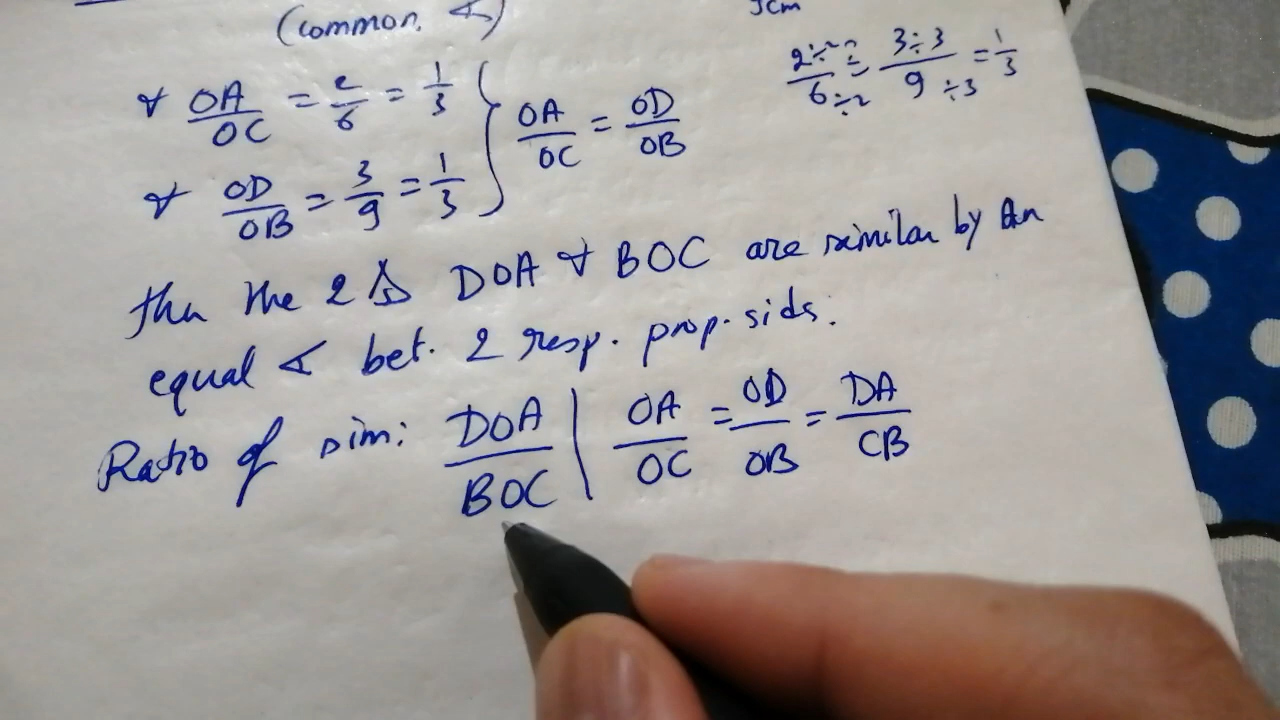 (common ∢)
3cm
& OA/OC = 2/6 = 1/3 } OA/OC = OD/OB
2÷2/6÷2 = 3÷3/9÷3 = 1/3
& OD/OB = 3/9 = 1/3
then the 2 Δs DOA & BOC are similar by An
equal ∢ bet. 2 resp. prop. sids.
Ratio of sim: DOA/BOC | OA/OC = OD/OB = DA/CB